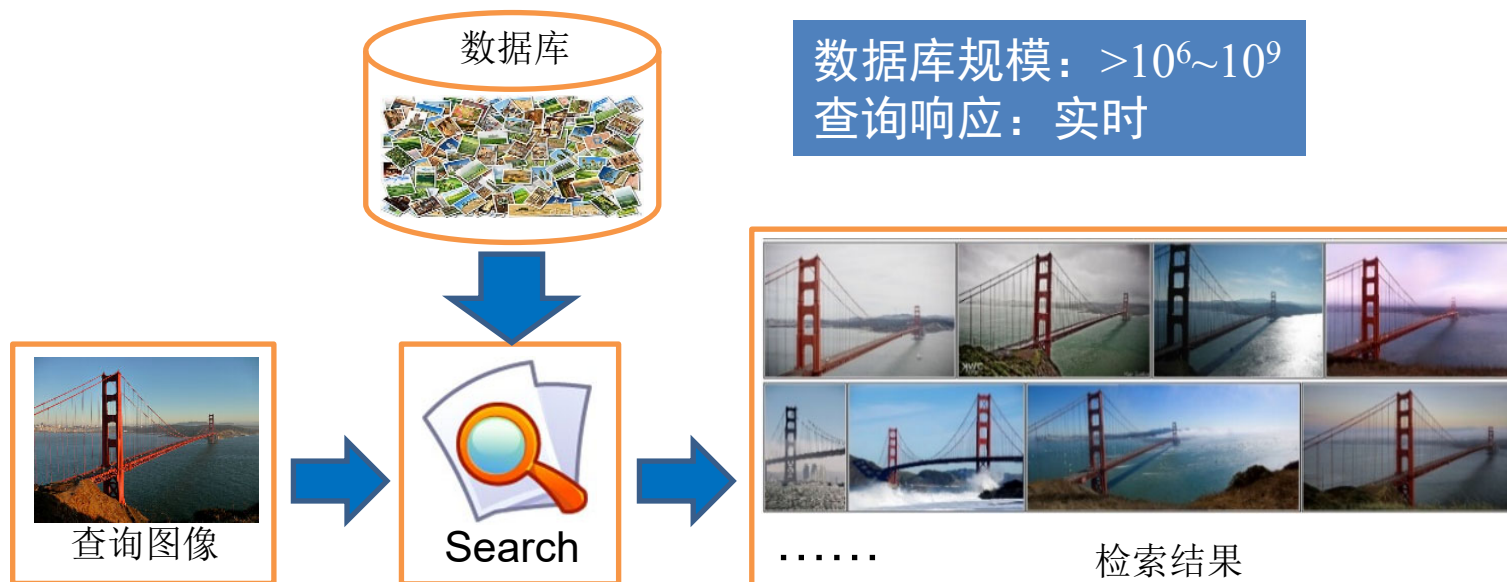 数据库
数据库规模：>10⁶~10⁹
查询响应：实时
查询图像
Search
······
检索结果